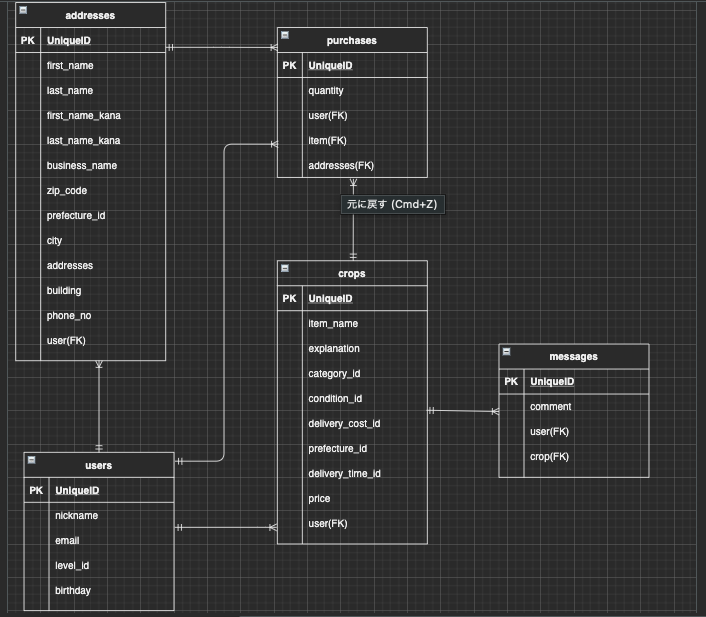 addresses
PK UniqueID
first_name
last_name
first_name_kana
last_name_kana
business_name
zip_code
prefecture_id
city
addresses
building
phone_no
user(FK)
purchases
PK UniqueID
quantity
user(FK)
item(FK)
addresses(FK)
元に戻す (Cmd+Z)
crops
PK UniqueID
item_name
explanation
category_id
condition_id
delivery_cost_id
prefecture_id
delivery_time_id
price
user(FK)
messages
PK UniqueID
comment
user(FK)
crop(FK)
users
PK UniqueID
nickname
email
level_id
birthday